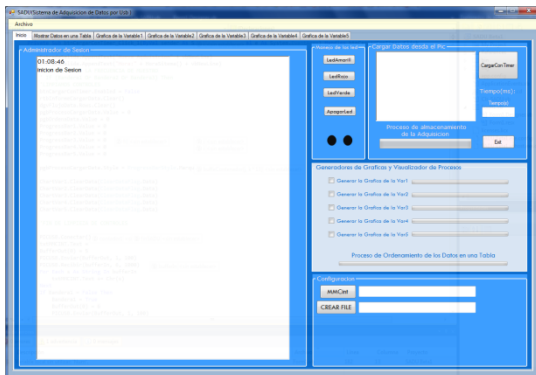 SADXX(Sistema de Adquisicion de Datos por Usb)
Archivo
Inicio Mostrar Datos en una Tabla Grafica de la Variable1 Grafica de la Variable2 Grafica de la Variable3 Grafica de la Variable4 Grafica de la Variable5
Administrador de Sesion
01:08:46
Inicion de Sesion
Manejo de los led
LedAmarill
LedRojo
LedVerde
ApagarLed
Cargar Datos desde el Pic
CargarConTimer
Tiempo(ms):
Tiempo(s)
Proceso de almacenamiento
de la Adquisicion
Exit
Generadores de Graficas y Visualizador de Procesos
Generar la Grafica de la Var1
Generar la Grafica de la Var2
Generar la Grafica de la Var3
Generar la Grafica de la Var4
Generar la Grafica de la Var5
Proceso de Ordenamiento de los Datos en una Tabla
Configuracion
CREAR FILE